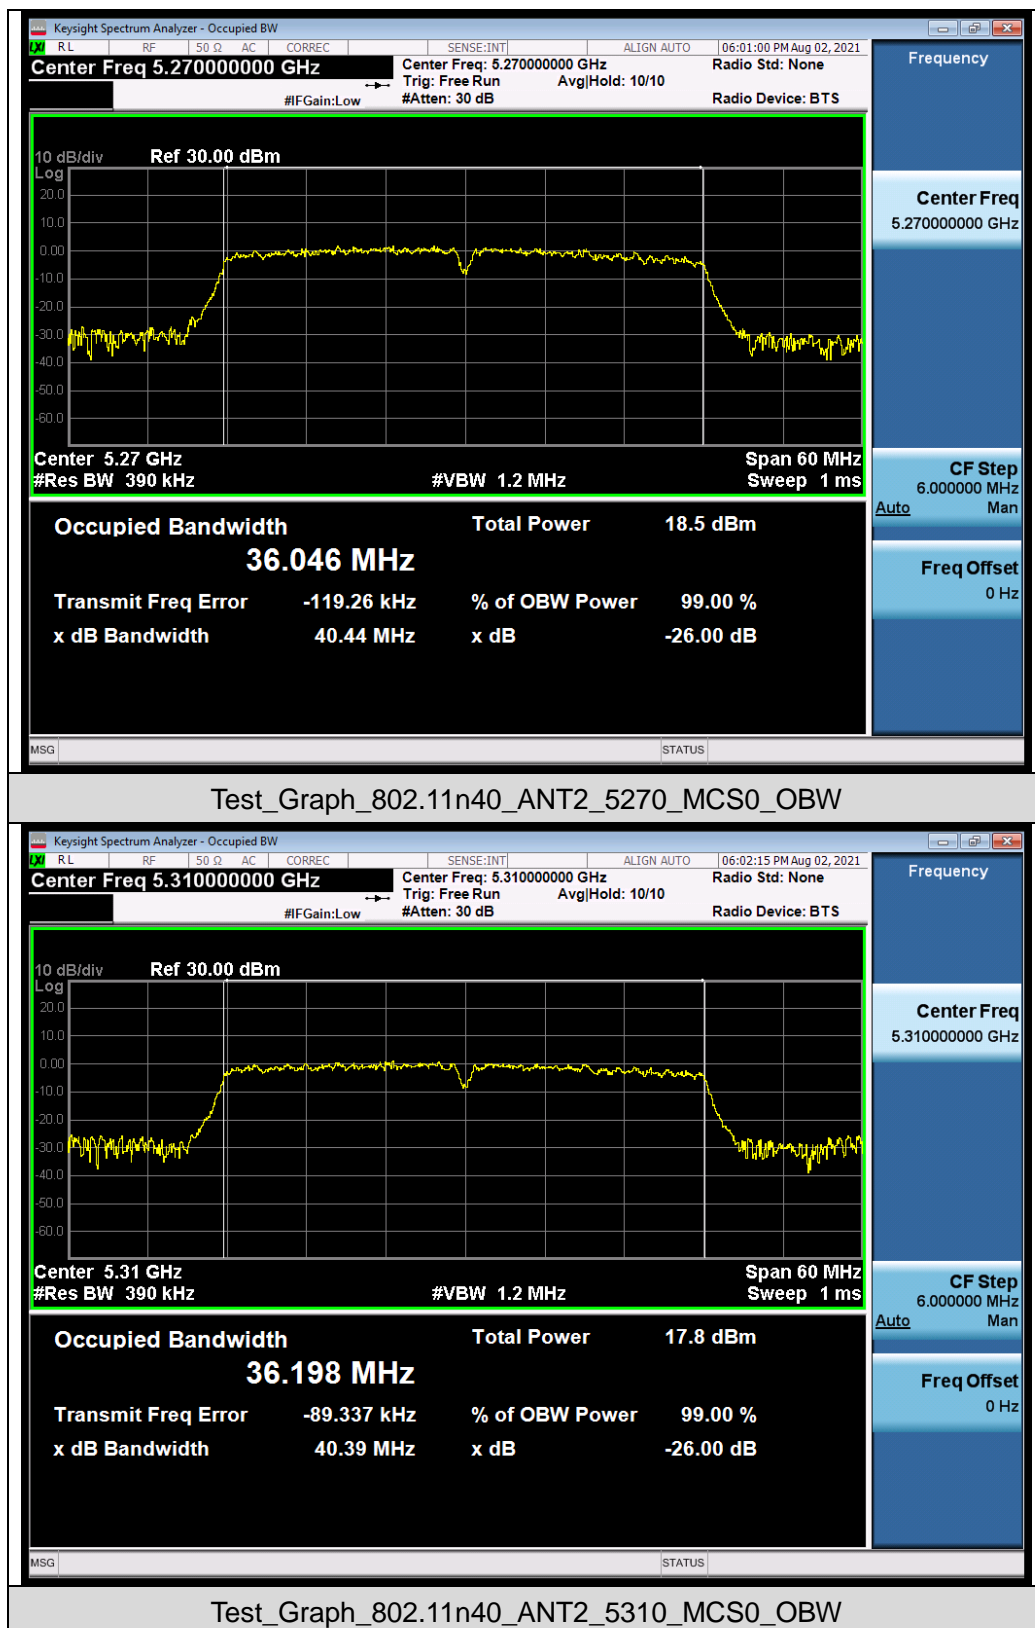 Keysight Spectrum Analyzer - Occupied BW
LXI RL RF 50 Ω AC CORREC SENSE:INT ALIGN AUTO 06:01:00 PM Aug 02, 2021
Center Freq 5.270000000 GHz
Center Freq: 5.270000000 GHz
Radio Std: None
Trig: Free Run Avg|Hold: 10/10
#IFGain:Low #Atten: 30 dB
Radio Device: BTS
Frequency
10 dB/div Ref 30.00 dBm
Log
20.0
10.0
0.00
-10.0
-20.0
-30.0
-40.0
-50.0
-60.0
Center 5.27 GHz
Span 60 MHz
#Res BW 390 kHz
#VBW 1.2 MHz
Sweep 1 ms
Center Freq
5.270000000 GHz
CF Step
6.000000 MHz
Auto Man
Freq Offset
0 Hz
Occupied Bandwidth
36.046 MHz
Total Power 18.5 dBm
Transmit Freq Error -119.26 kHz
% of OBW Power 99.00 %
x dB Bandwidth 40.44 MHz
x dB -26.00 dB
MSG
STATUS
Test_Graph_802.11n40_ANT2_5270_MCS0_OBW
Keysight Spectrum Analyzer - Occupied BW
LXI RL RF 50 Ω AC CORREC SENSE:INT ALIGN AUTO 06:02:15 PM Aug 02, 2021
Center Freq 5.310000000 GHz
Center Freq: 5.310000000 GHz
Radio Std: None
Trig: Free Run Avg|Hold: 10/10
#IFGain:Low #Atten: 30 dB
Radio Device: BTS
Frequency
10 dB/div Ref 30.00 dBm
Log
20.0
10.0
0.00
-10.0
-20.0
-30.0
-40.0
-50.0
-60.0
Center 5.31 GHz
Span 60 MHz
#Res BW 390 kHz
#VBW 1.2 MHz
Sweep 1 ms
Center Freq
5.310000000 GHz
CF Step
6.000000 MHz
Auto Man
Freq Offset
0 Hz
Occupied Bandwidth
36.198 MHz
Total Power 17.8 dBm
Transmit Freq Error -89.337 kHz
% of OBW Power 99.00 %
x dB Bandwidth 40.39 MHz
x dB -26.00 dB
MSG
STATUS
Test_Graph_802.11n40_ANT2_5310_MCS0_OBW